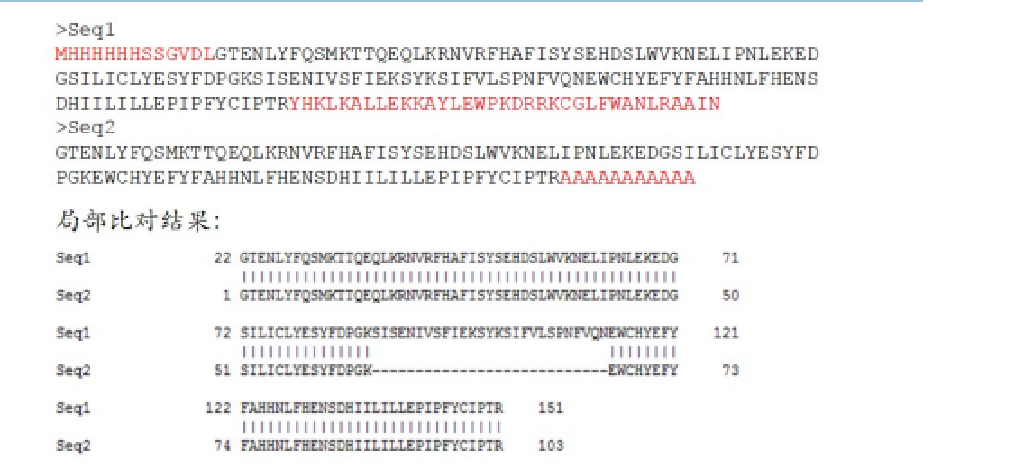 >Seq1
MHHHHHHSSGVDLGTENLYFQSMKTTQEQLKRNVRFHAFISYSEHDSLWVKNELIPNLEKED
GSILICLYESYFDPGKSISENIVSFIEKSYKSIFVLSPNFVQNEWCHYEFYFAHHNLFHENS
DHIILILLEPIPFYCIPTRYHKLKALLEKKAYLEWPKDRRKCGLFWANLRAAIN
>Seq2
GTENLYFQSMKTTQEQLKRNVRFHAFISYSEHDSLWVKNELIPNLEKEDGSILICLYESYFD
PGKEWCHYEFYFAHHNLFHENSDHIILILLEPIPFYCIPTRAAAAAAAAAAA
局部比对结果:
Seq1 22 GTENLYFQSMKTTQEQLKRNVRFHAFISYSEHDSLWVKNELIPNLEKEDG 71
||||||||||||||||||||||||||||||||||||||||||||||||||
Seq2 1 GTENLYFQSMKTTQEQLKRNVRFHAFISYSEHDSLWVKNELIPNLEKEDG 50
Seq1 72 SILICLYESYFDPGKSISENIVSFIEKSYKSIFVLSPNFVQNEWCHYEFY 121
||||||||||||||| ||||||||
Seq2 51 SILICLYESYFDPGK---------------------------EWCHYEFY 73
Seq1 122 FAHHNLFHENSDHIILILLEPIPFYCIPTR 151
||||||||||||||||||||||||||||||
Seq2 74 FAHHNLFHENSDHIILILLEPIPFYCIPTR 103